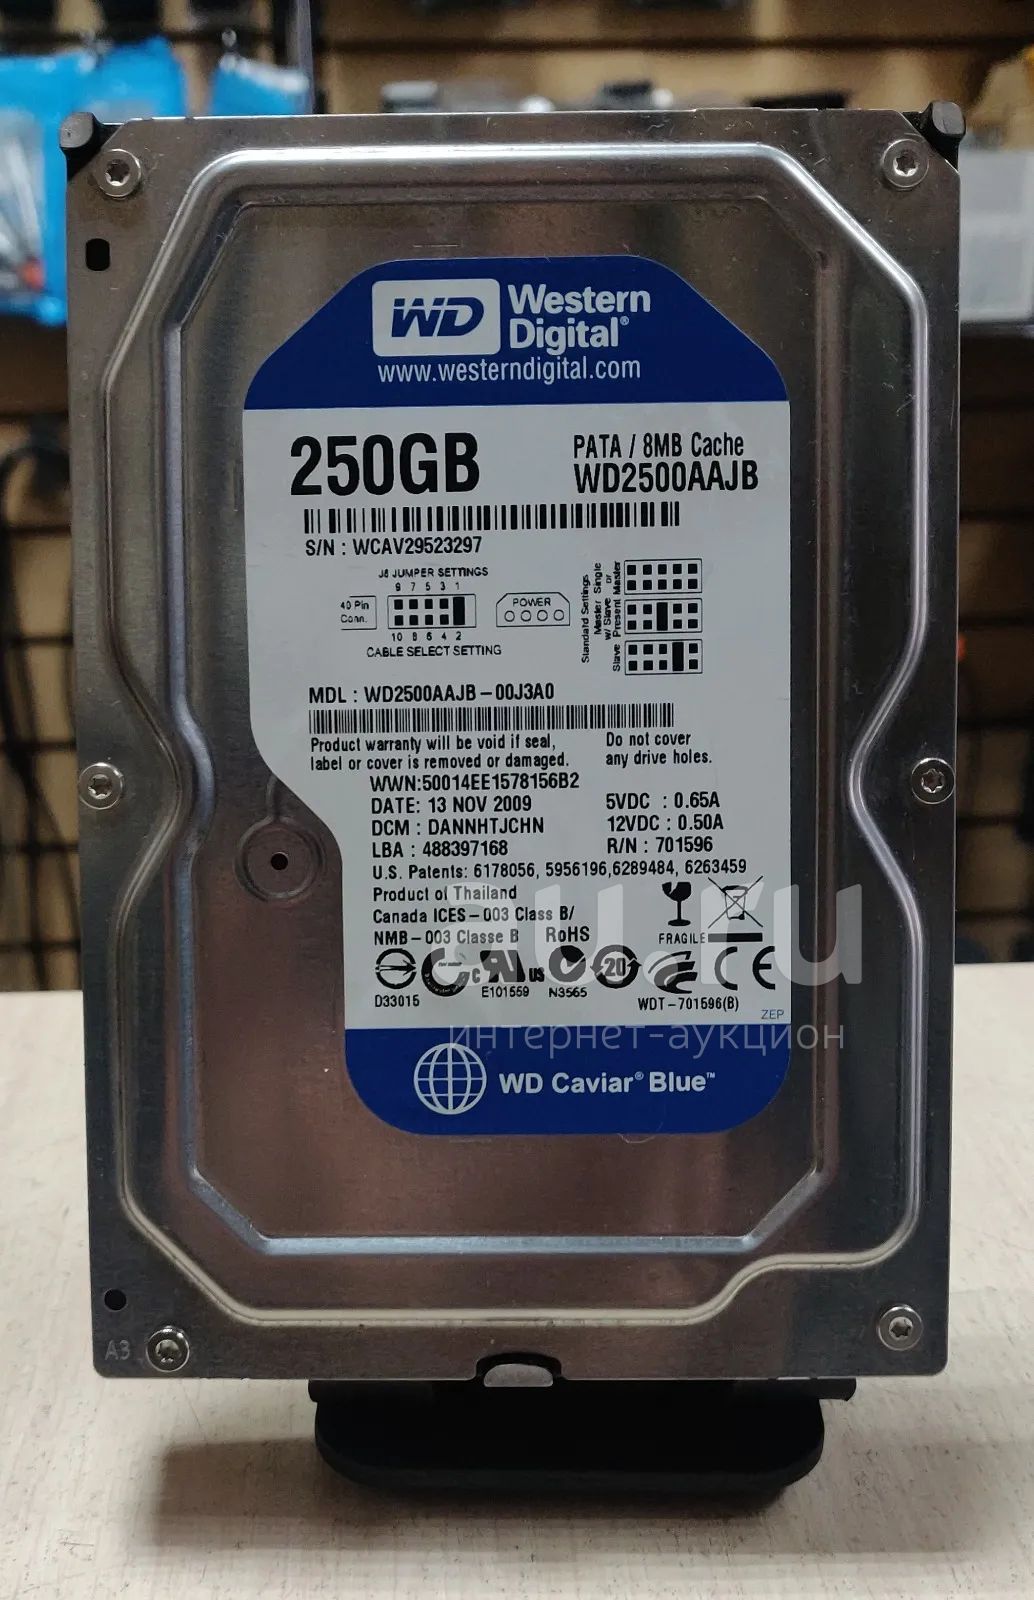 WD Western
Digital®
www.westerndigital.com
250GB
PATA / 8MB Cache
WD2500AAJB
S/N : WCAV29523297
J8 JUMPER SETTINGS
9 7 5 3 1
40 Pin
Conn.
10 8 6 4 2
CABLE SELECT SETTING
POWER
Standard Settings
Single or
Master
Master
w/ Slave
Present
Slave
MDL : WD2500AAJB-00J3A0
Product warranty will be void if seal,
label or cover is removed or damaged.
Do not cover
any drive holes.
WWN:50014EE1578156B2
DATE: 13 NOV 2009
DCM : DANNHTJCHN
LBA : 488397168
5VDC : 0.65A
12VDC : 0.50A
R/N : 701596
U.S. Patents: 6178056, 5956196,6289484, 6263459
Product of Thailand
Canada ICES-003 Class B/
NMB-003 Classe B RoHS
FRAGILE
D33015
c UL us
E101559
N3565
20
CE
WDT-701596(B)
ZEP
au.ru
интернет-аукцион
WD Caviar® Blue™
A3